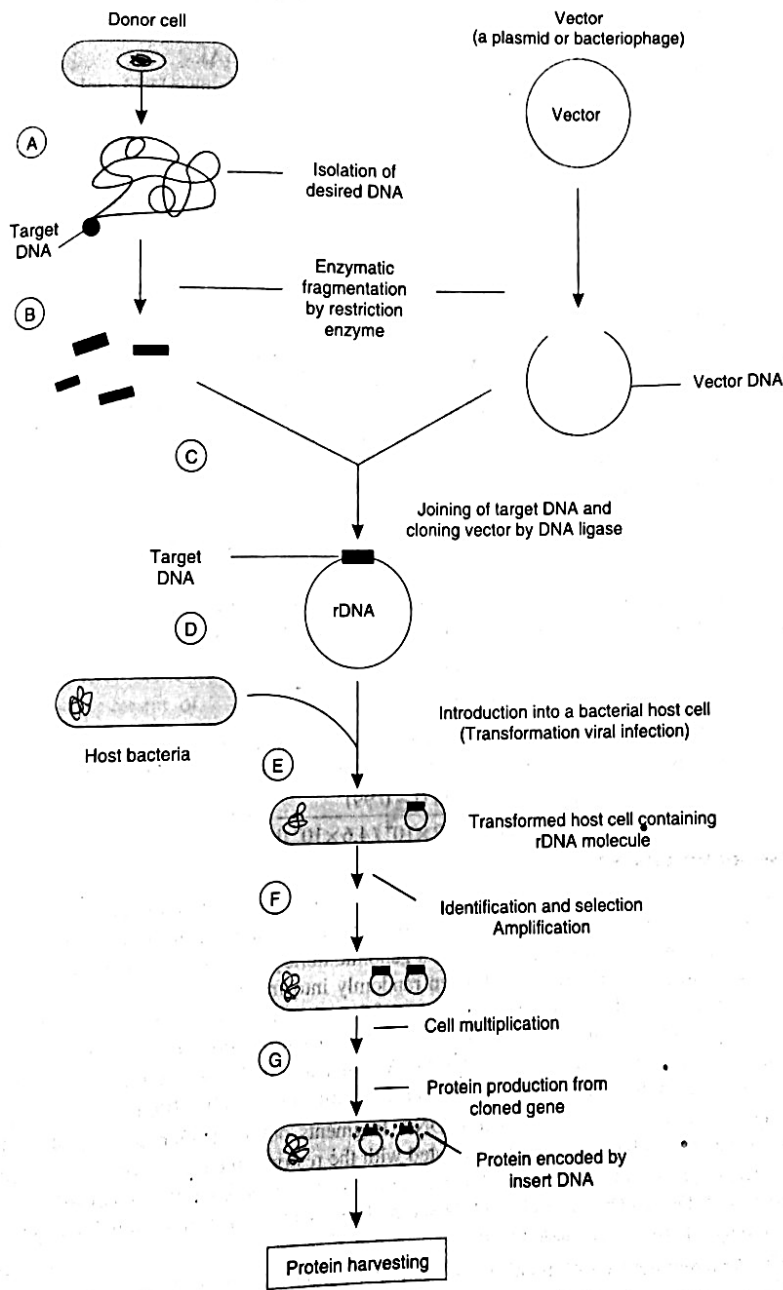 Donor cell
Vector
(a plasmid or bacteriophage)
Vector
A
Isolation of
desired DNA
Target
DNA
Enzymatic
fragmentation
by restriction
enzyme
B
Vector DNA
C
Joining of target DNA and
cloning vector by DNA ligase
Target
DNA
rDNA
D
Introduction into a bacterial host cell
(Transformation viral infection)
Host bacteria
E
Transformed host cell containing
rDNA molecule
F
Identification and selection
Amplification
Cell multiplication
G
Protein production from
cloned gene
Protein encoded by
insert DNA
Protein harvesting